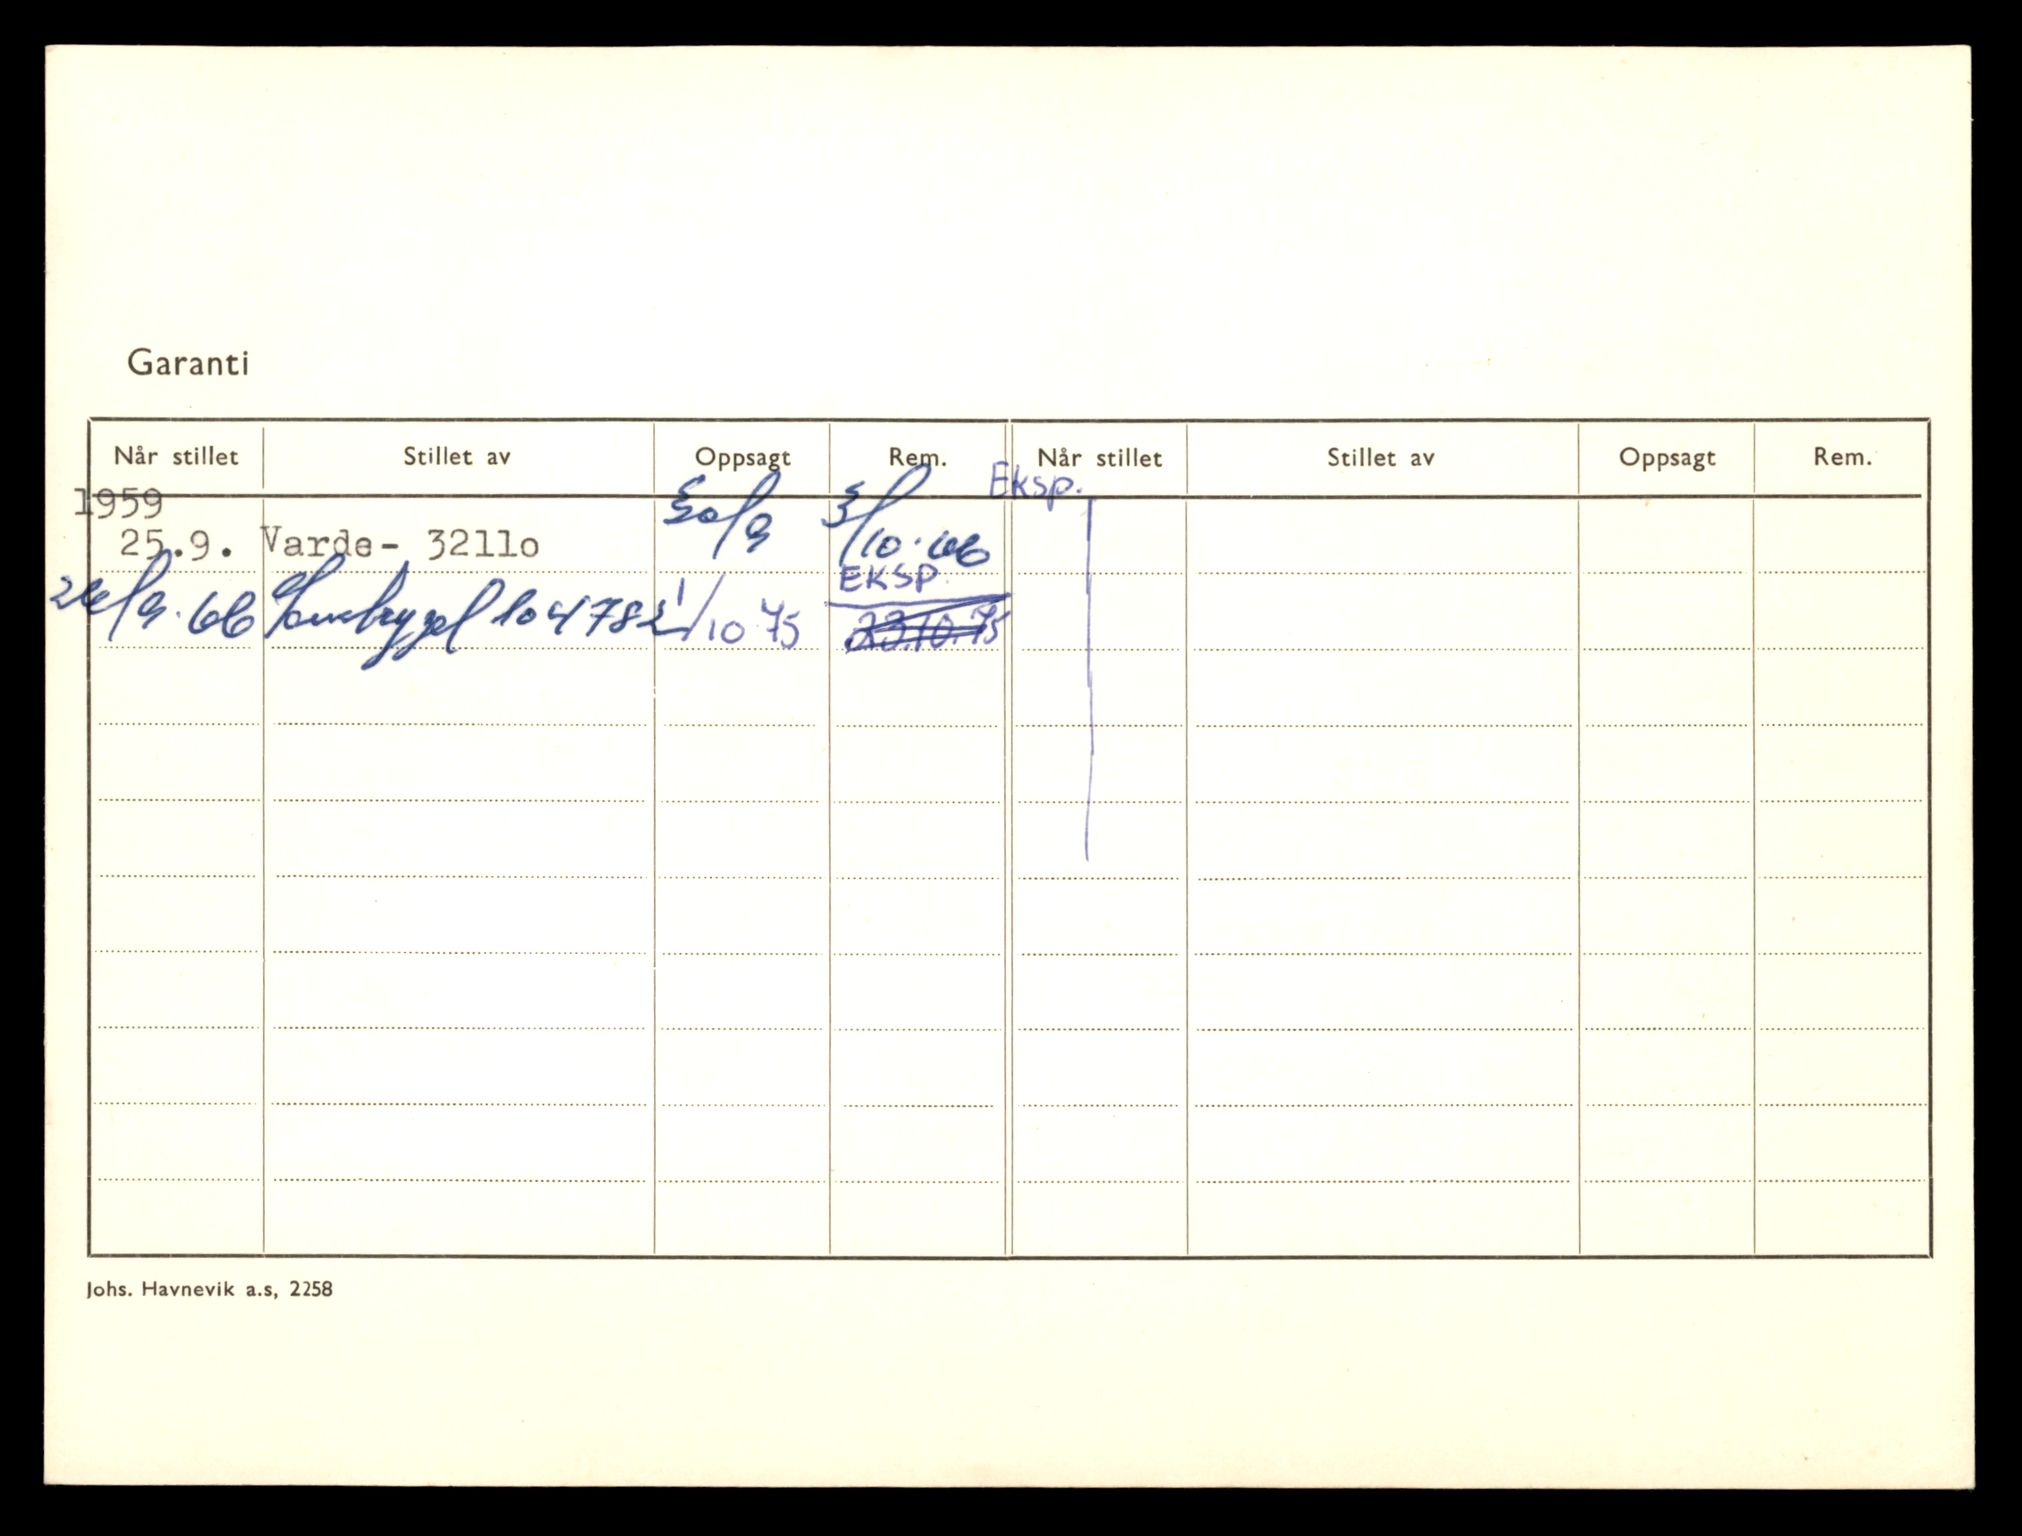 Garanti
Når stillet Stillet av Oppsagt Rem. Når stillet Stillet av Oppsagt Rem.
Eksp.
1959
25.9. Varde- 32110 30/9 3/10.66
EKSP.
26/9.66 104782 1/10 75 23.10.75
Johs. Havnevik a.s, 2258